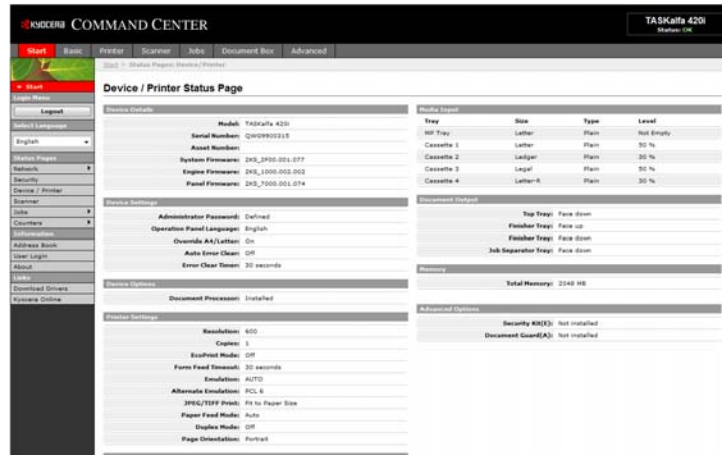 KYOCERA COMMAND CENTER
TASKalfa 420i
Status: OK
Start Basic Printer Scanner Jobs Document Box Advanced
Start > Status Pages: Device/Printer
Start
Login Menu
Logout
Select Language
English
Status Pages
Network
Security
Device / Printer
Scanner
Jobs
Counters
Information
Address Book
User Login
About
Links
Download Drivers
Kyocera Online
Device / Printer Status Page
Device Details
Model: TASKalfa 420i
Serial Number: QWG9900315
Asset Number:
System Firmware: 2KS_2F00.001.077
Engine Firmware: 2KS_1000.002.002
Panel Firmware: 2KS_7000.001.074
Device Settings
Administrator Password: Defined
Operation Panel Language: English
Override A4/Letter: On
Auto Error Clear: Off
Error Clear Timer: 30 seconds
Device Options
Document Processor: Installed
Printer Settings
Resolution: 600
Copies: 1
EcoPrint Mode: Off
Form Feed Timeout: 30 seconds
Emulation: AUTO
Alternate Emulation: PCL 6
JPEG/TIFF Print: Fit to Paper Size
Paper Feed Mode: Auto
Duplex Mode: Off
Page Orientation: Portrait
Media Input
Tray Size Type Level
MP Tray Letter Plain Not Empty
Cassette 1 Letter Plain 50 %
Cassette 2 Ledger Plain 30 %
Cassette 3 Legal Plain 50 %
Cassette 4 Letter-R Plain 30 %
Document Output
Top Tray: Face down
Finisher Tray: Face up
Finisher Tray: Face down
Job Separator Tray: Face down
Memory
Total Memory: 2048 MB
Advanced Options
Security Kit(E): Not installed
Document Guard(A): Not installed